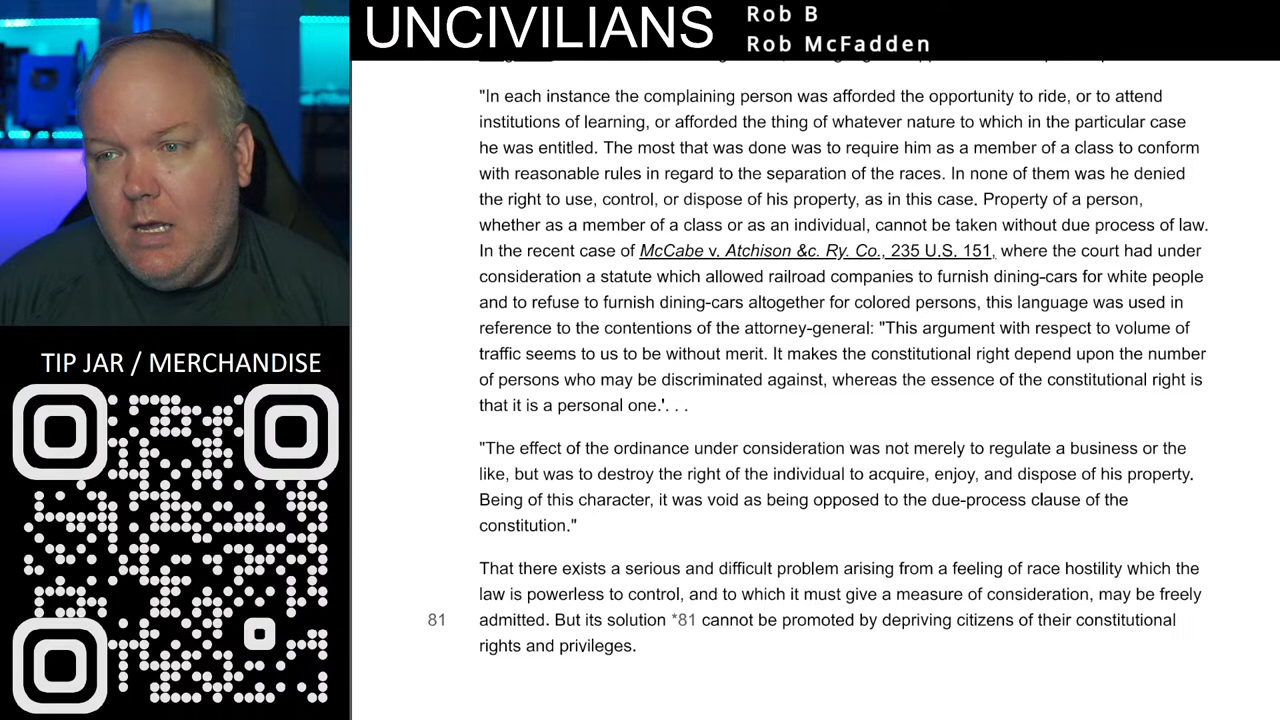 UNCIVILIANS
Rob B
Rob McFadden
TIP JAR / MERCHANDISE
"In each instance the complaining person was afforded the opportunity to ride, or to attend
institutions of learning, or afforded the thing of whatever nature to which in the particular case
he was entitled. The most that was done was to require him as a member of a class to conform
with reasonable rules in regard to the separation of the races. In none of them was he denied
the right to use, control, or dispose of his property, as in this case. Property of a person,
whether as a member of a class or as an individual, cannot be taken without due process of law.
In the recent case of McCabe v. Atchison &c. Ry. Co., 235 U.S. 151, where the court had under
consideration a statute which allowed railroad companies to furnish dining-cars for white people
and to refuse to furnish dining-cars altogether for colored persons, this language was used in
reference to the contentions of the attorney-general: "This argument with respect to volume of
traffic seems to us to be without merit. It makes the constitutional right depend upon the number
of persons who may be discriminated against, whereas the essence of the constitutional right is
that it is a personal one.'. . .
"The effect of the ordinance under consideration was not merely to regulate a business or the
like, but was to destroy the right of the individual to acquire, enjoy, and dispose of his property.
Being of this character, it was void as being opposed to the due-process clause of the
constitution."
That there exists a serious and difficult problem arising from a feeling of race hostility which the
law is powerless to control, and to which it must give a measure of consideration, may be freely
81 admitted. But its solution *81 cannot be promoted by depriving citizens of their constitutional
rights and privileges.